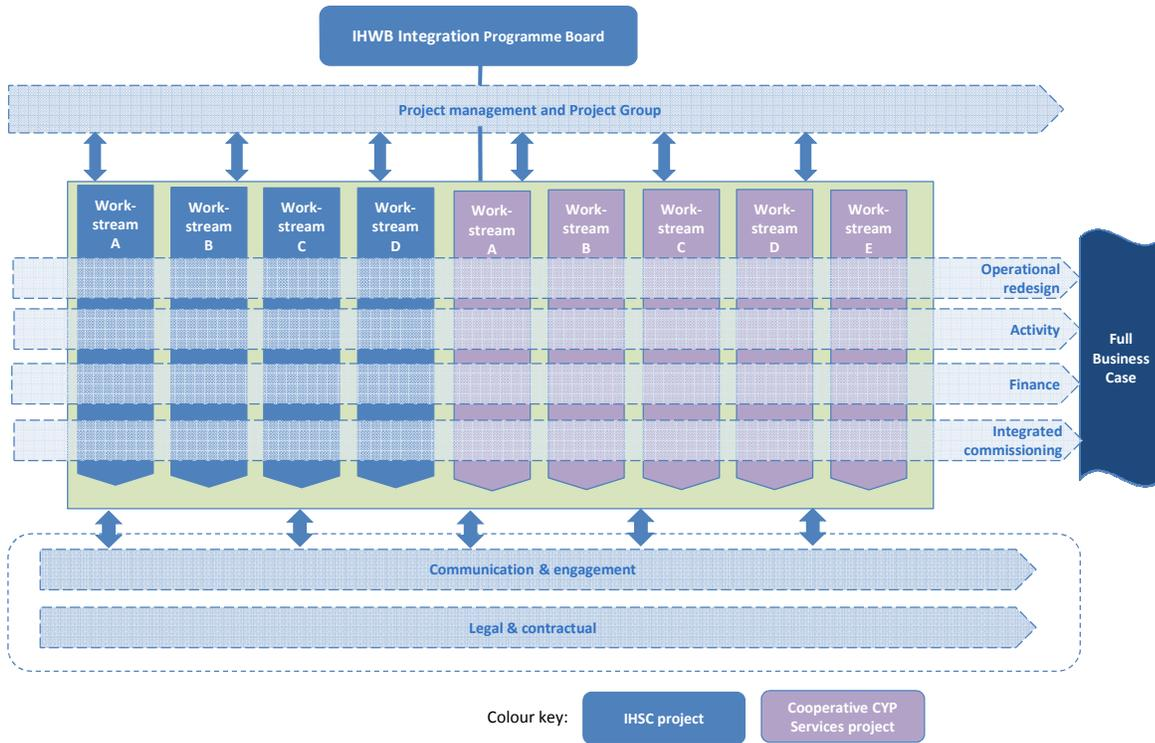 IHWB Integration Programme Board
Project management and Project Group
Work-
stream
A
Work-
stream
B
Work-
stream
C
Work-
stream
D
Work-
stream
A
Work-
stream
B
Work-
stream
C
Work-
stream
D
Work-
stream
E
Operational
redesign
Activity
Finance
Integrated
commissioning
Full
Business
Case
Communication & engagement
Legal & contractual
Colour key:
IHSC project
Cooperative CYP
Services project